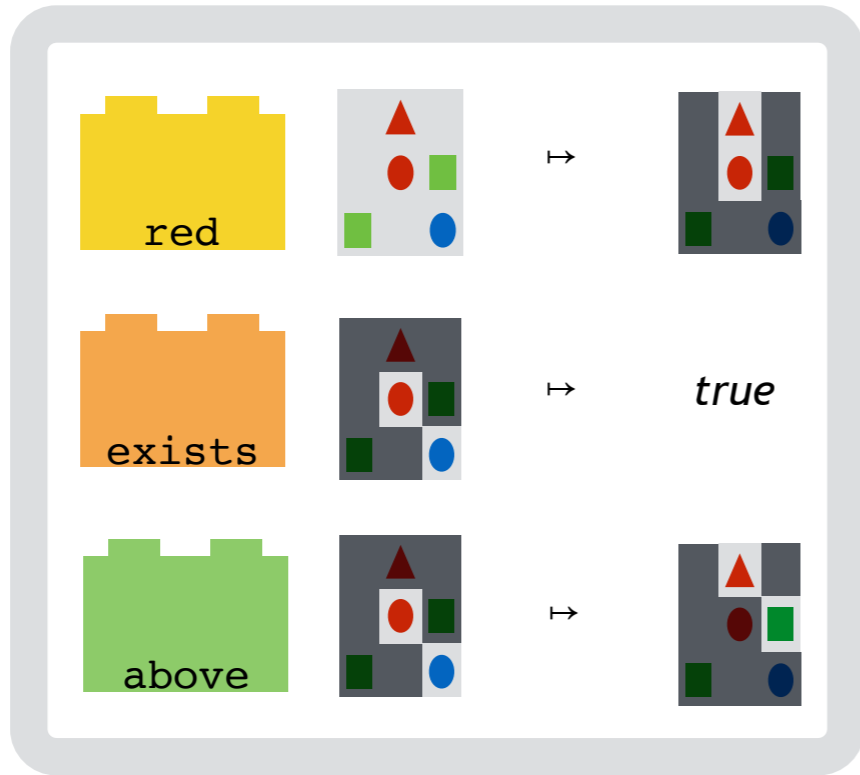 red ↦
exists ↦ true
above ↦